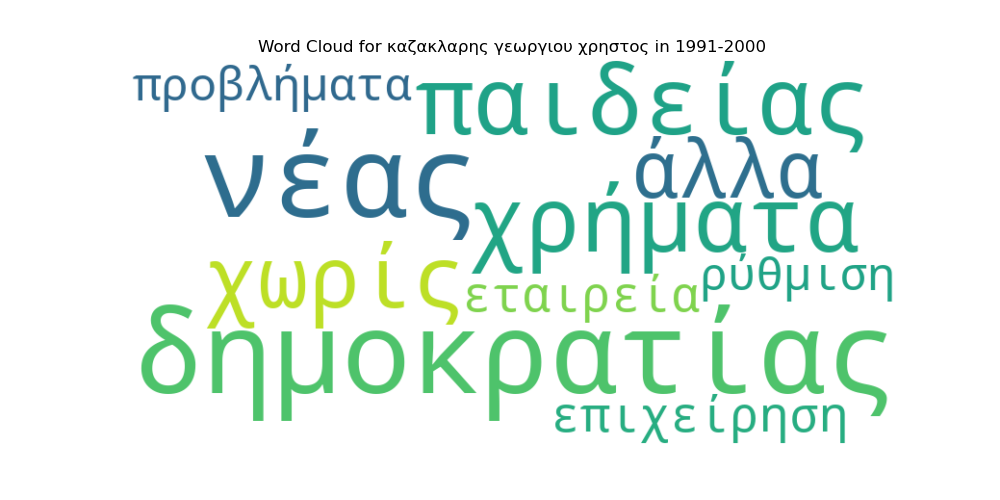 Word Cloud for καζακλαρης γεωργιου χρηστος in 1991-2000
προβλήματα
παιδείας
νέας
άλλα
χρήματα
χωρίς
εταιρεία
ρύθμιση
δημοκρατίας
επιχείρηση